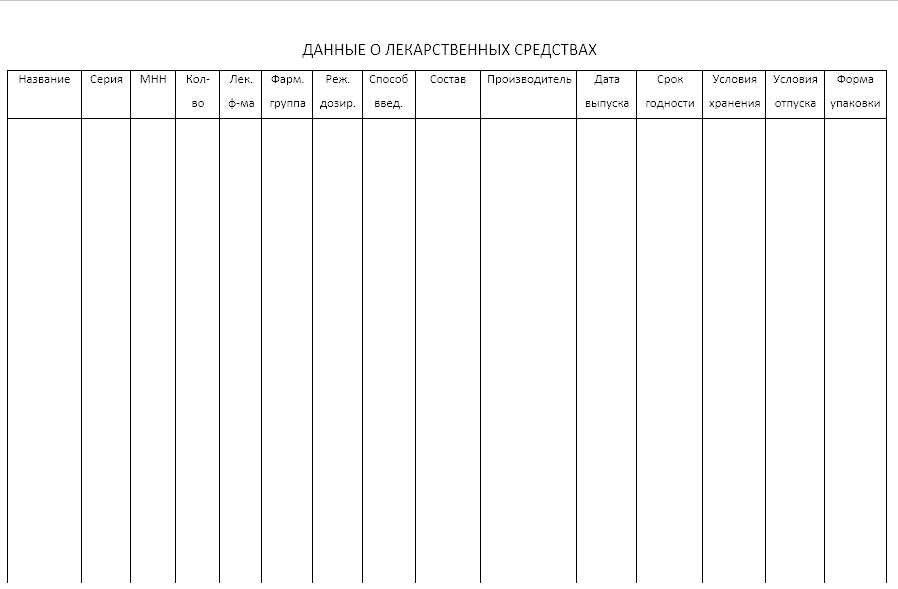 ДАННЫЕ О ЛЕКАРСТВЕННЫХ СРЕДСТВАХ
Название Серия МНН Кол- Лек. Фарм. Реж. Способ Состав Производитель Дата Срок Условия Условия Форма
во ф-ма группа дозир. введ. выпуска годности хранения отпуска упаковки